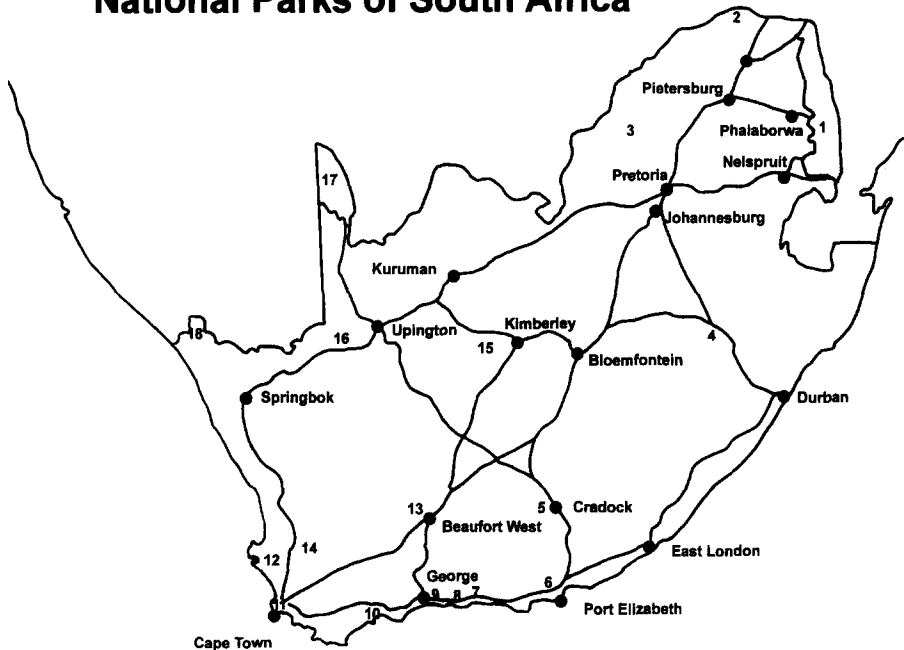 National Parks of South Africa
2
Pietersburg
3
Phalaborwa
1
Nelspruit
17
Pretoria
Johannesburg
Kuruman
18
16
Upington
Kimberley
15
4
Bloemfontein
Springbok
Durban
13
5
Cradock
Beaufort West
14
12
East London
George
6
9
8
7
11
10
Port Elizabeth
Cape Town